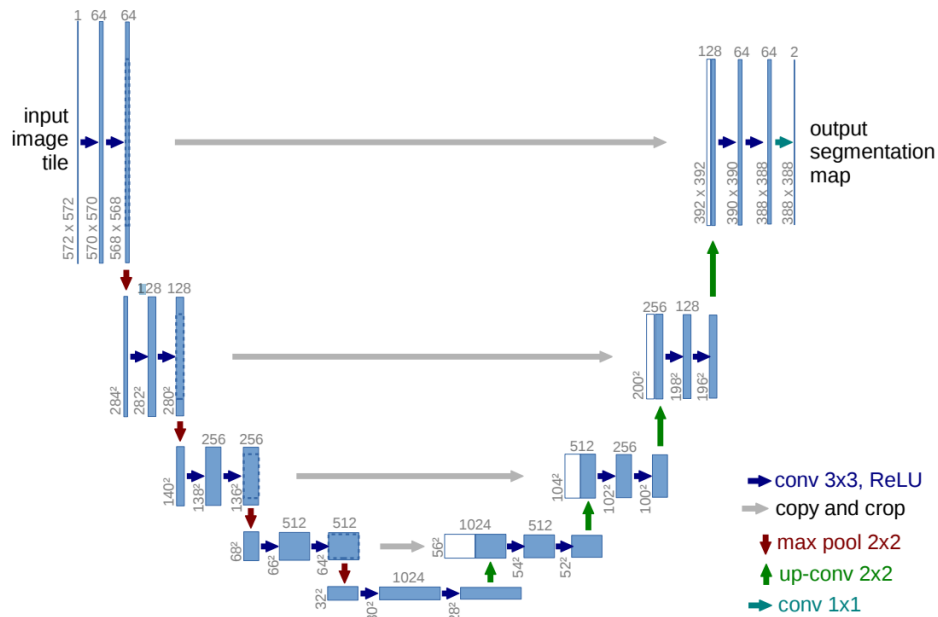 1 64 64
128 64 64 2
input
image
tile
output
segmentation
map
572 x 572
570 x 570
568 x 568
392 x 392
390 x 390
388 x 388
388 x 388
128 128
256 128
284²
282²
280²
200²
198²
196²
256 256
512 256
140²
138²
136²
104²
102²
100²
512 512
1024 512
68²
66²
64²
56²
54²
52²
1024
32²
30²
28²
conv 3x3, ReLU
copy and crop
max pool 2x2
up-conv 2x2
conv 1x1